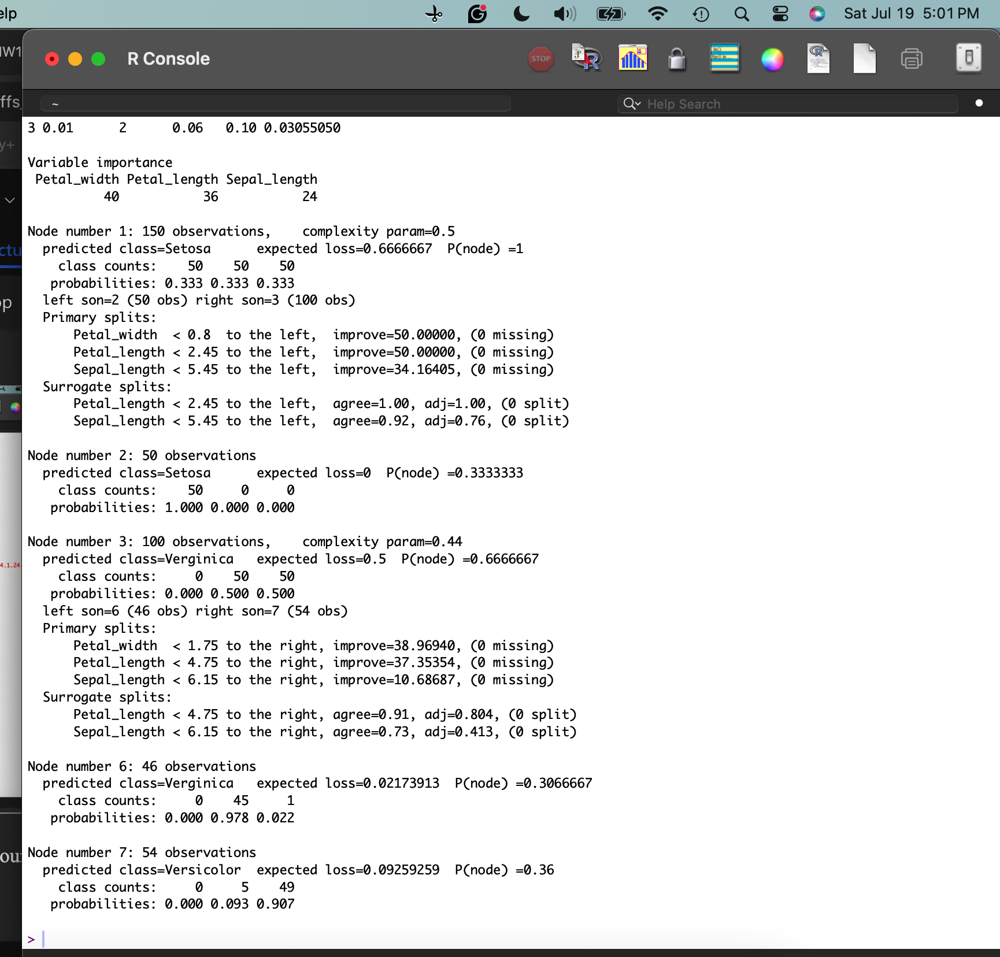 elp
Sat Jul 19 5:01 PM
W1
R Console
STOP
ffs
~
Help Search
y+
3 0.01      2      0.06   0.10 0.03055050
Variable importance
 Petal_width Petal_length Sepal_length
          40           36           24
ctu
Node number 1: 150 observations,    complexity param=0.5
  predicted class=Setosa      expected loss=0.6666667  P(node) =1
    class counts:    50    50    50
   probabilities: 0.333 0.333 0.333
  left son=2 (50 obs) right son=3 (100 obs)
op
  Primary splits:
      Petal_width  < 0.8  to the left,  improve=50.00000, (0 missing)
      Petal_length < 2.45 to the left,  improve=50.00000, (0 missing)
      Sepal_length < 5.45 to the left,  improve=34.16405, (0 missing)
  Surrogate splits:
      Petal_length < 2.45 to the left,  agree=1.00, adj=1.00, (0 split)
      Sepal_length < 5.45 to the left,  agree=0.92, adj=0.76, (0 split)
Node number 2: 50 observations
  predicted class=Setosa      expected loss=0  P(node) =0.3333333
    class counts:    50     0     0
   probabilities: 1.000 0.000 0.000
Node number 3: 100 observations,    complexity param=0.44
  predicted class=Verginica   expected loss=0.5  P(node) =0.6666667
4.1.24
    class counts:     0    50    50
   probabilities: 0.000 0.500 0.500
  left son=6 (46 obs) right son=7 (54 obs)
  Primary splits:
      Petal_width  < 1.75 to the right, improve=38.96940, (0 missing)
      Petal_length < 4.75 to the right, improve=37.35354, (0 missing)
      Sepal_length < 6.15 to the right, improve=10.68687, (0 missing)
  Surrogate splits:
      Petal_length < 4.75 to the right, agree=0.91, adj=0.804, (0 split)
      Sepal_length < 6.15 to the right, agree=0.73, adj=0.413, (0 split)
Node number 6: 46 observations
  predicted class=Verginica   expected loss=0.02173913  P(node) =0.3066667
    class counts:     0    45     1
   probabilities: 0.000 0.978 0.022
Node number 7: 54 observations
ou
  predicted class=Versicolor  expected loss=0.09259259  P(node) =0.36
    class counts:     0     5    49
   probabilities: 0.000 0.093 0.907
>